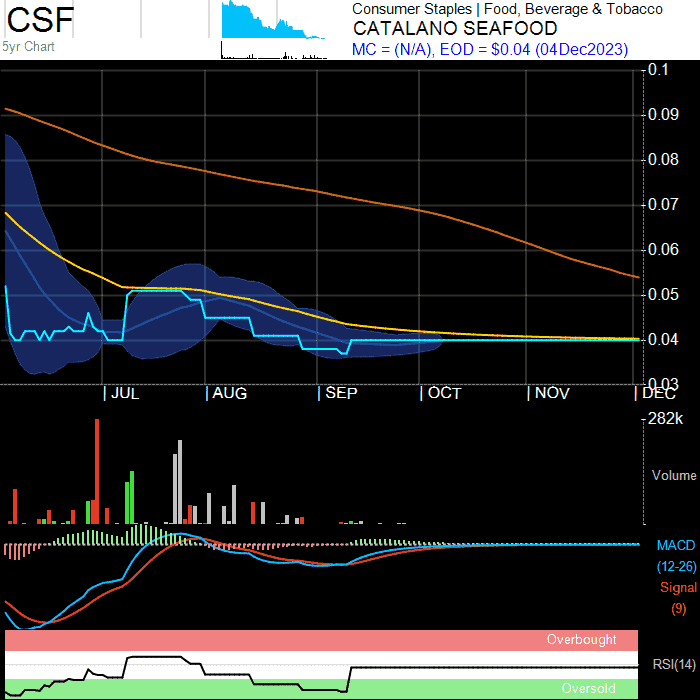 CSF
5yr Chart
Consumer Staples | Food, Beverage & Tobacco
CATALANO SEAFOOD
MC = (N/A), EOD = $0.04 (04Dec2023)
0.1
0.09
0.08
0.07
0.06
0.05
0.04
0.03
| JUL | AUG | SEP | OCT | NOV | DEC
282k
Volume
MACD
(12-26)
Signal
(9)
Overbought
RSI(14)
Oversold